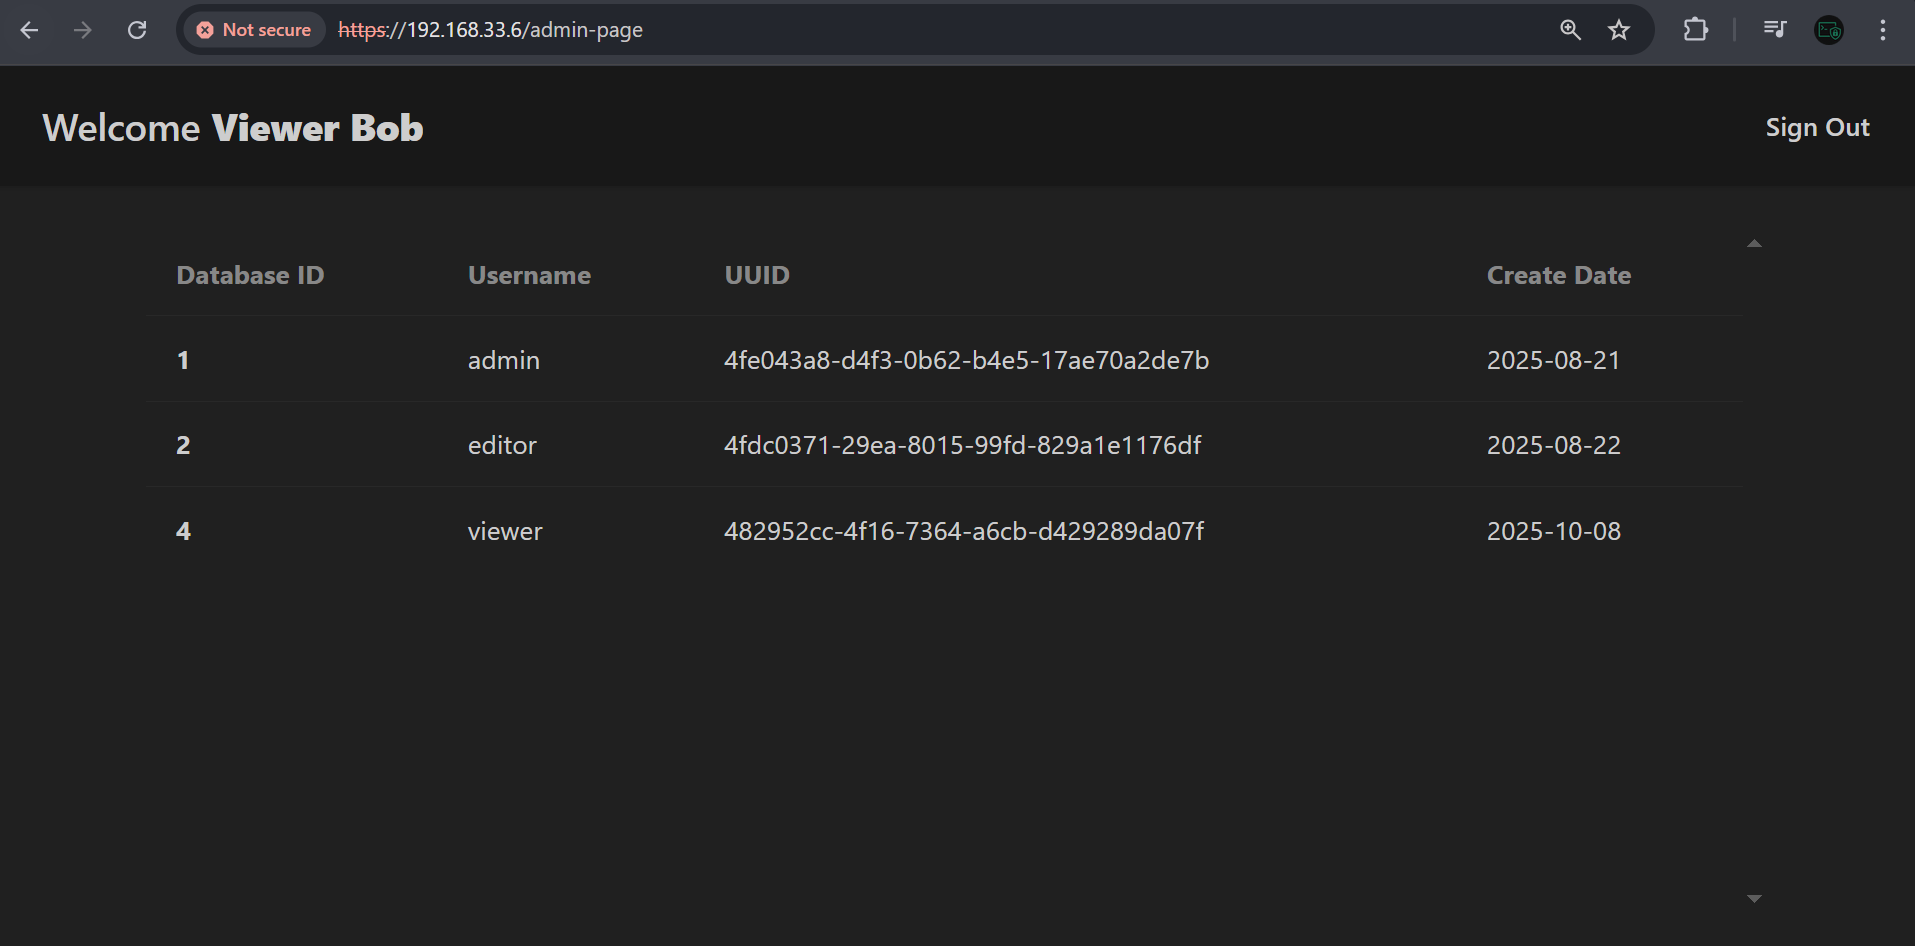 Not secure https://192.168.33.6/admin-page
Welcome Viewer Bob Sign Out
Database ID Username UUID Create Date
1 admin 4fe043a8-d4f3-0b62-b4e5-17ae70a2de7b 2025-08-21
2 editor 4fdc0371-29ea-8015-99fd-829a1e1176df 2025-08-22
4 viewer 482952cc-4f16-7364-a6cb-d429289da07f 2025-10-08